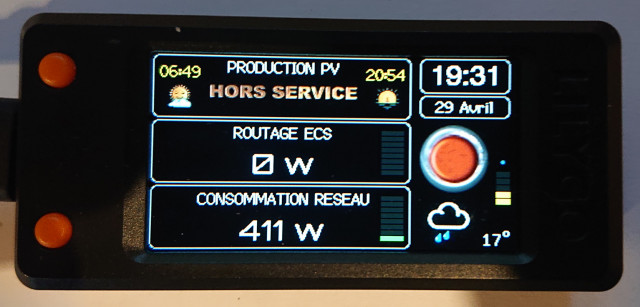 06:49 PRODUCTION PV 20:54
HORS SERVICE
19:31
29 Avril
ROUTAGE ECS
0 W
CONSOMMATION RESEAU
411 W
17°